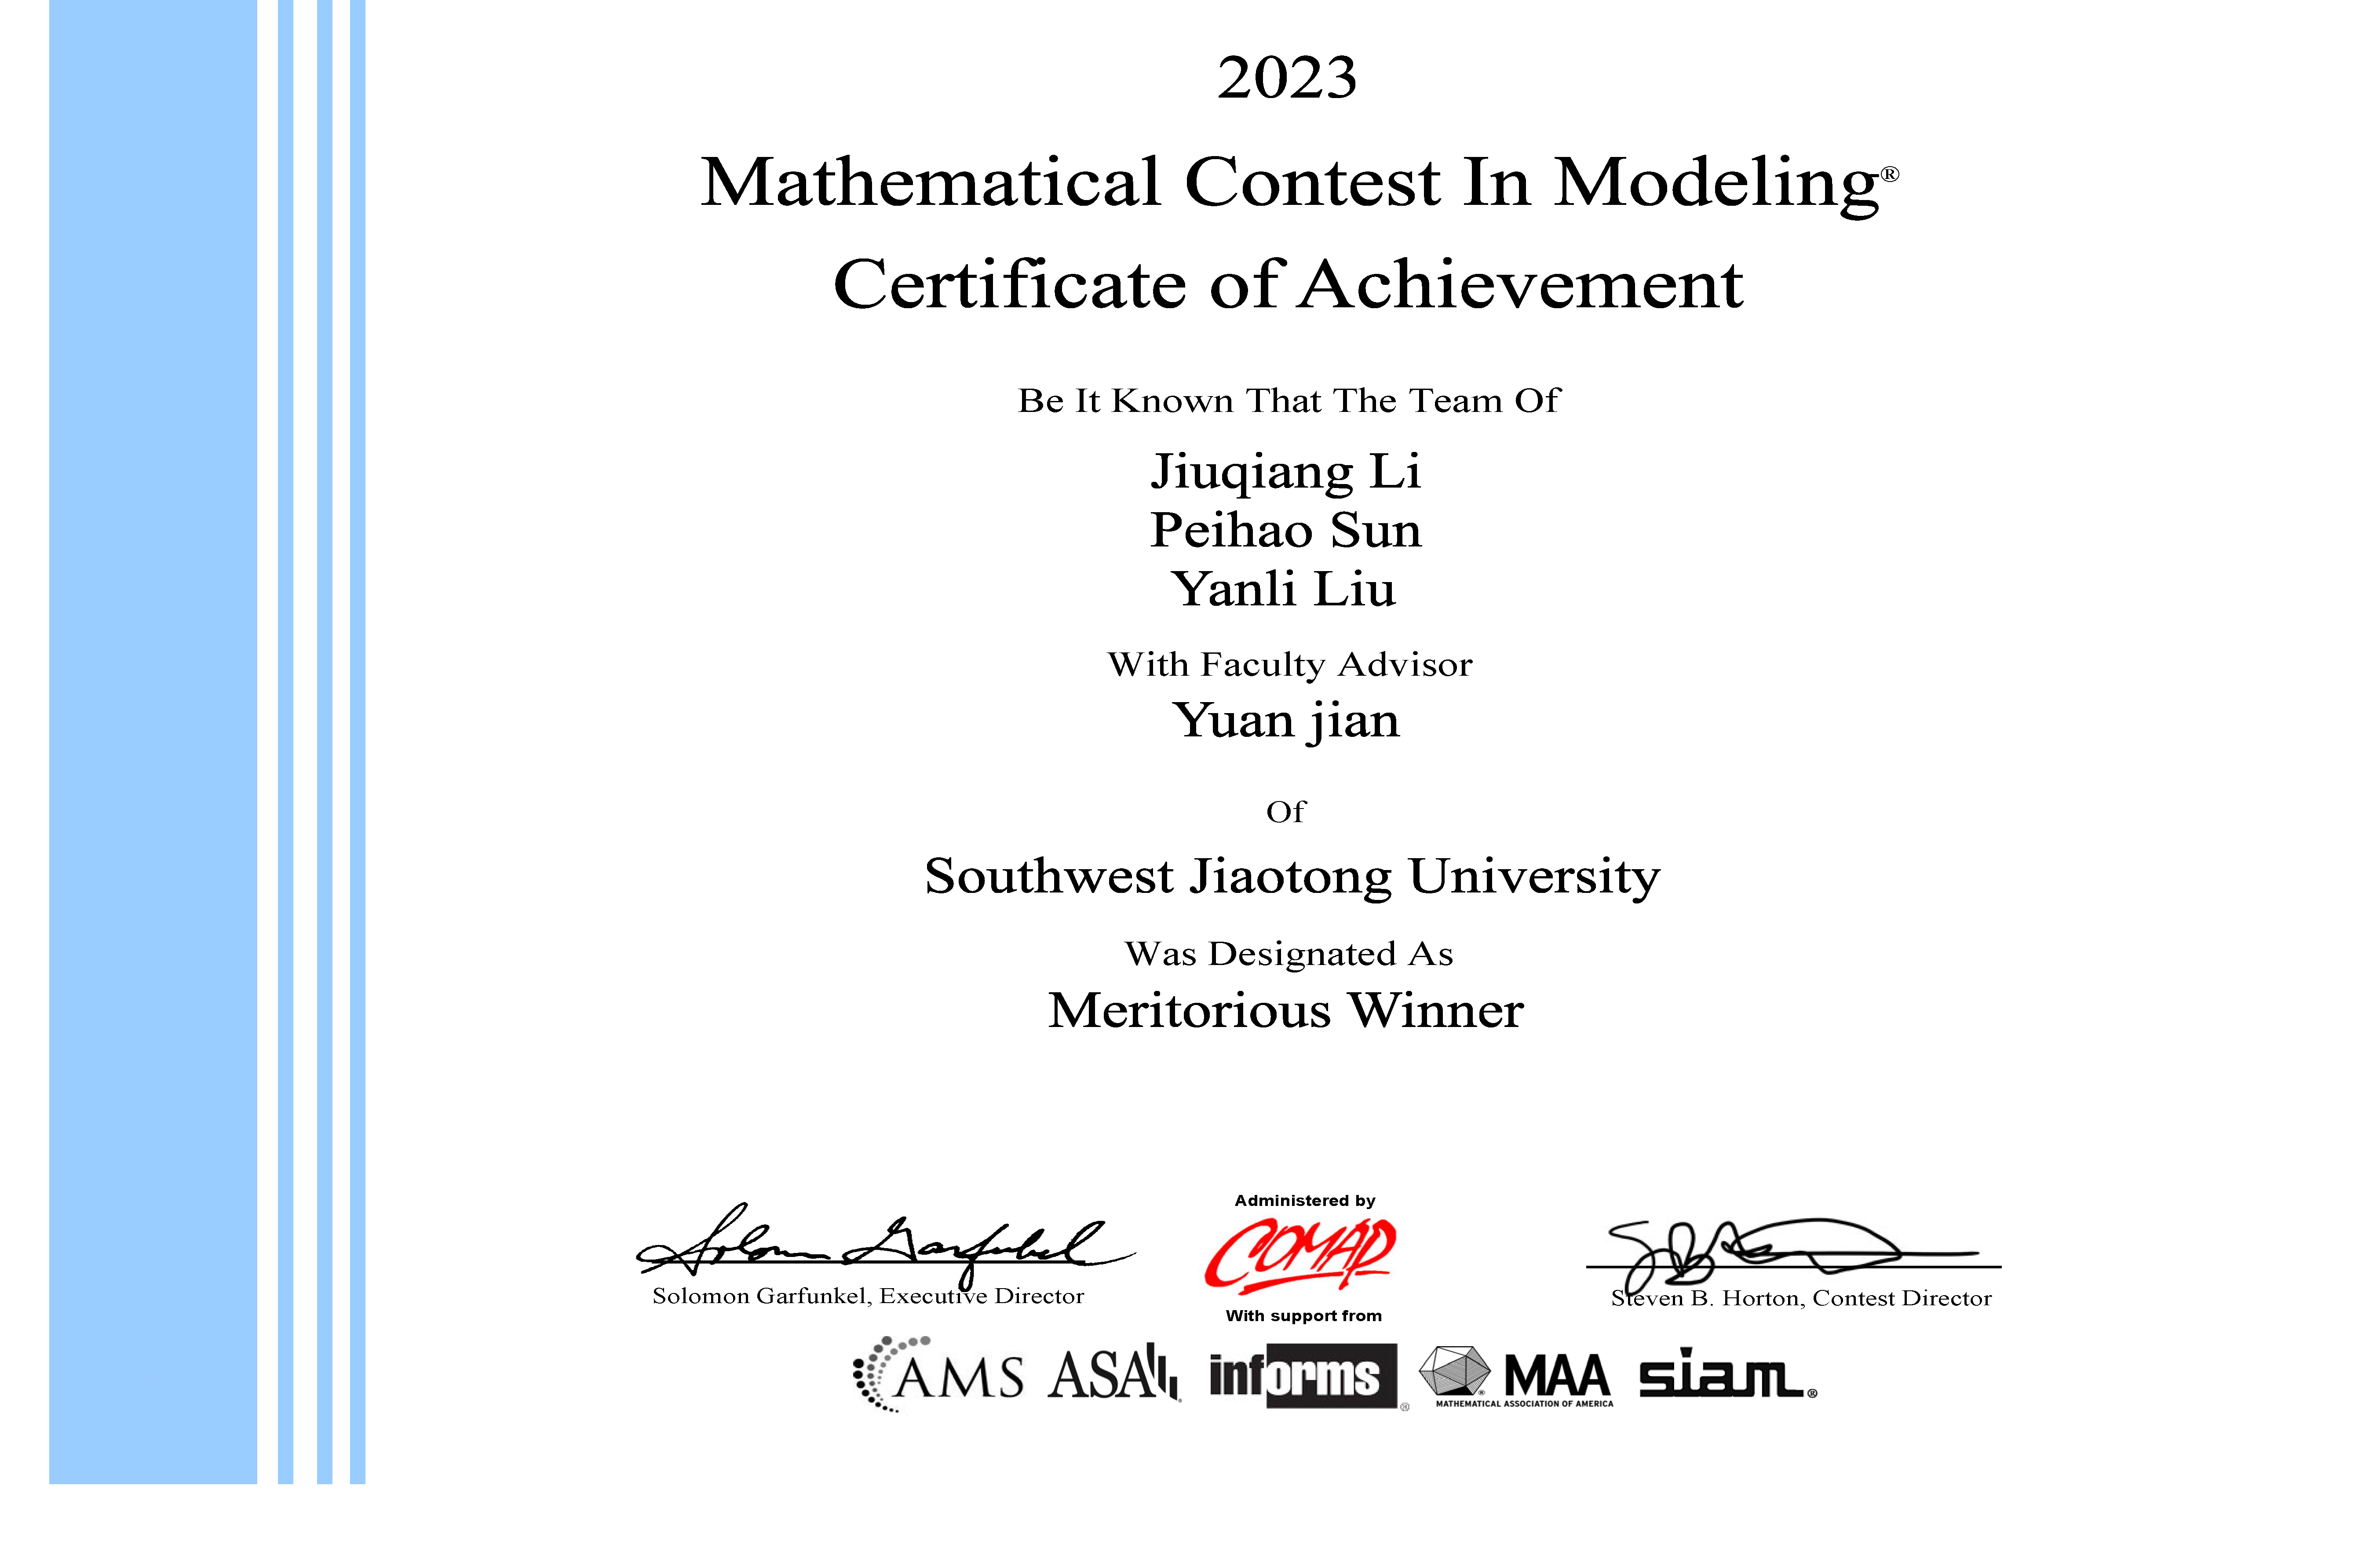 2023
Mathematical Contest In Modeling®
Certificate of Achievement
Be It Known That The Team Of
Jiuqiang Li
Peihao Sun
Yanli Liu
With Faculty Advisor
Yuan jian
Of
Southwest Jiaotong University
Was Designated As
Meritorious Winner
Administered by
COMAP
Solomon Garfunkel, Executive Director
Steven B. Horton, Contest Director
With support from
AMS ASA informs® MAA siam®
MATHEMATICAL ASSOCIATION OF AMERICA